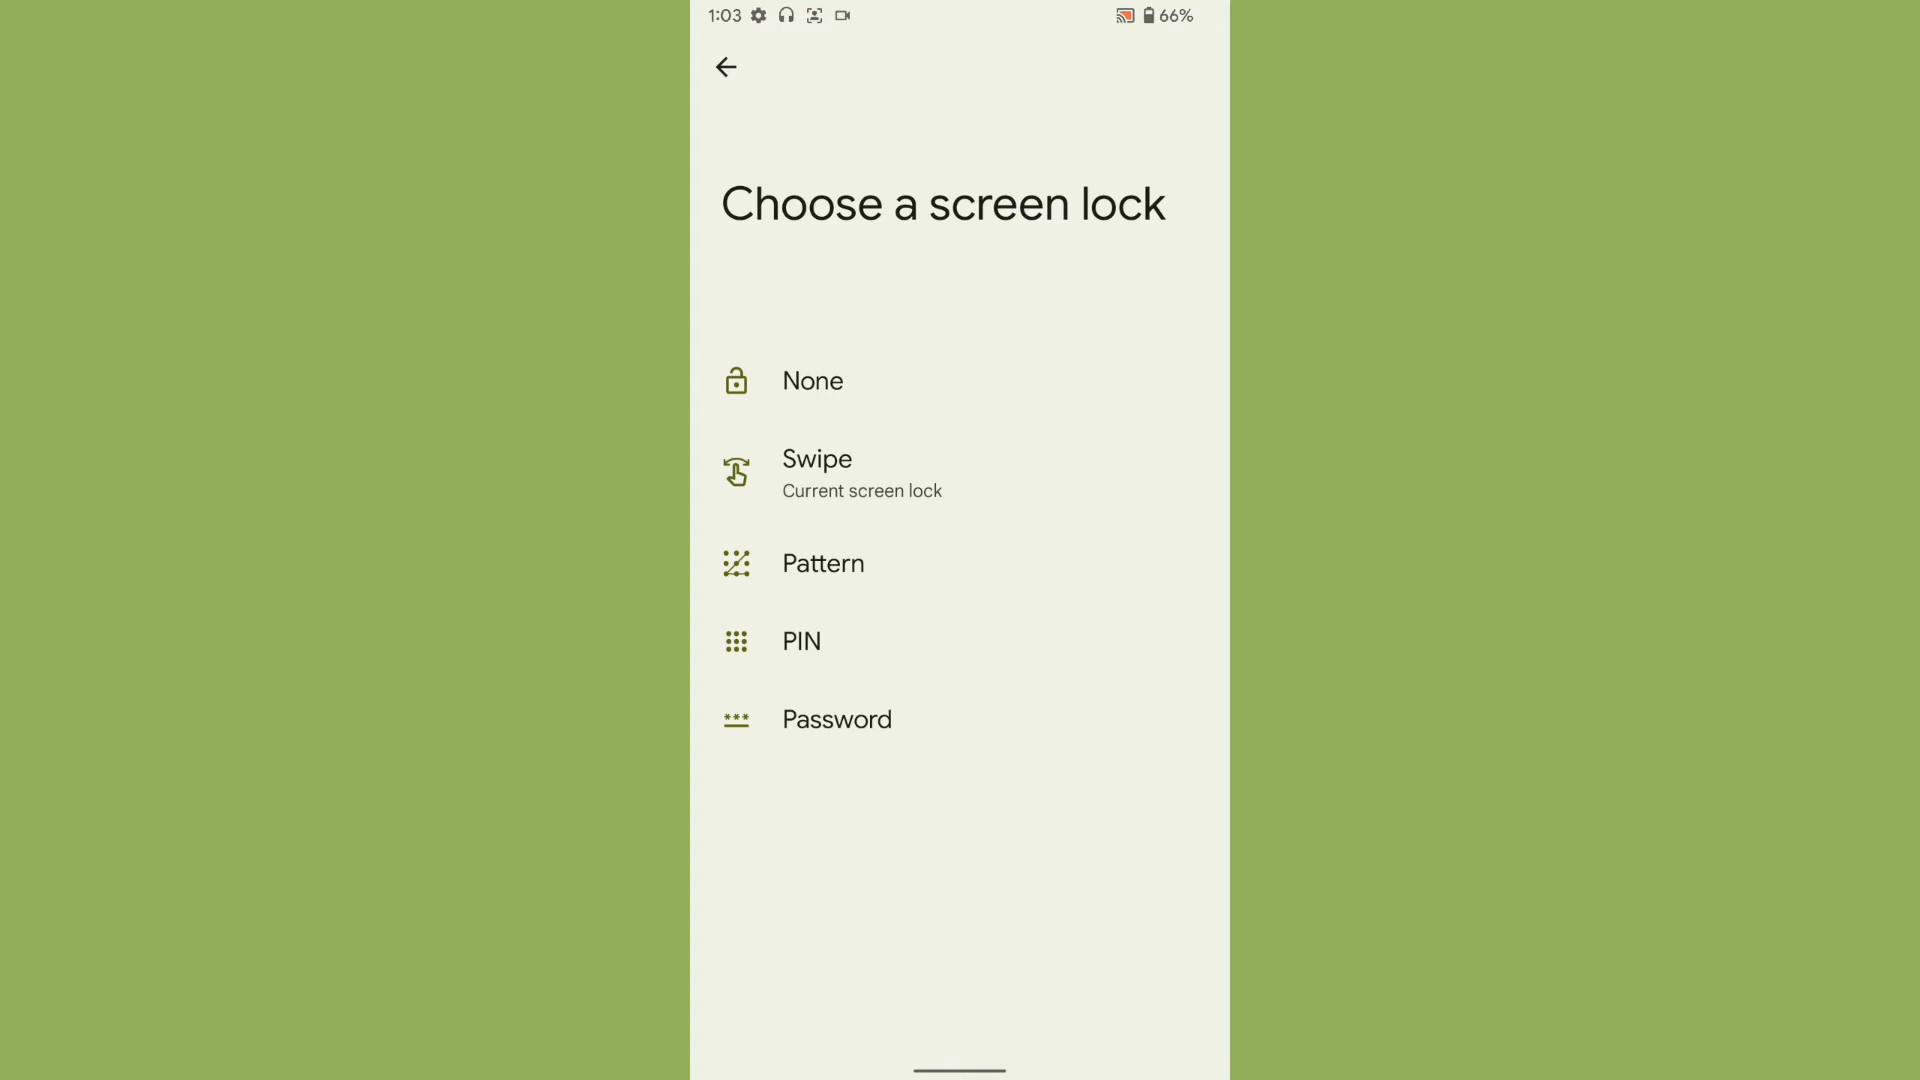 1:03 66%
Choose a screen lock
None
Swipe
Current screen lock
Pattern
PIN
Password